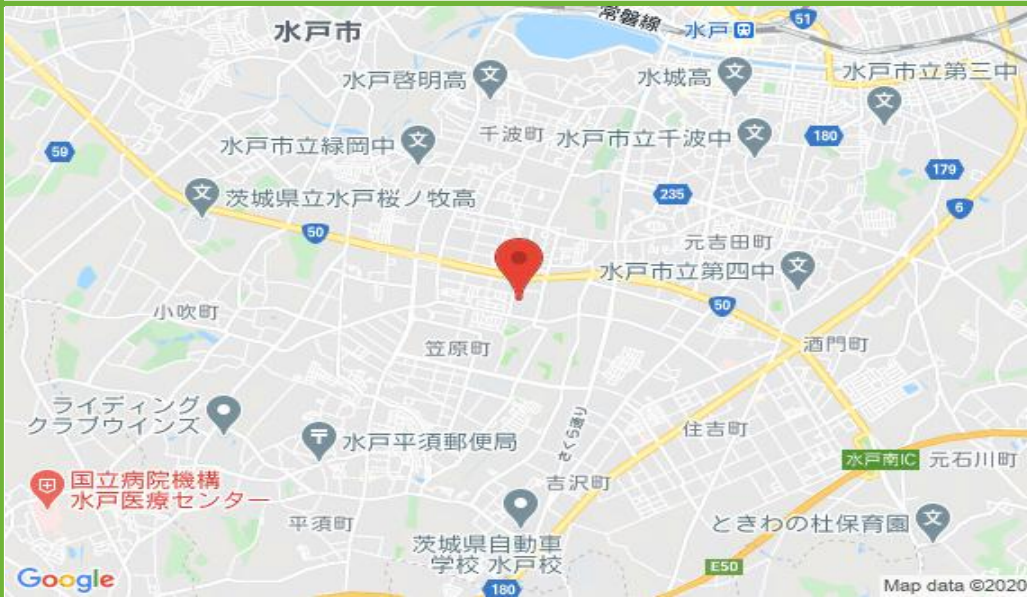 常磐線
51
水戸市
水戸
水戸啓明高
水城高
水戸市立第三中
千波町
水戸市立千波中
180
水戸市立緑岡中
59
179
茨城県立水戸桜ノ牧高
235
6
50
元吉田町
水戸市立第四中
50
小吹町
笠原町
酒門町
ライディング
クラブウインズ
さくら通り
住吉町
水戸平須郵便局
水戸南IC
元石川町
国立病院機構
水戸医療センター
吉沢町
平須町
ときわの杜保育園
茨城県自動車
学校 水戸校
E50
180
Google
Map data ©2020